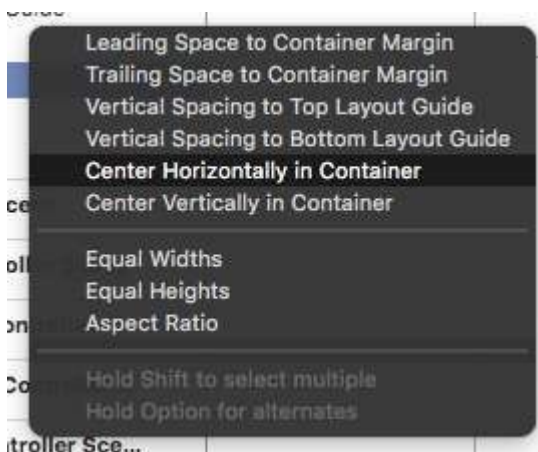 Leading Space to Container Margin
Trailing Space to Container Margin
Vertical Spacing to Top Layout Guide
Vertical Spacing to Bottom Layout Guide
Center Horizontally in Container
Center Vertically in Container
Equal Widths
Equal Heights
Aspect Ratio
Hold Shift to select multiple
Hold Option for alternates
troller Sce...